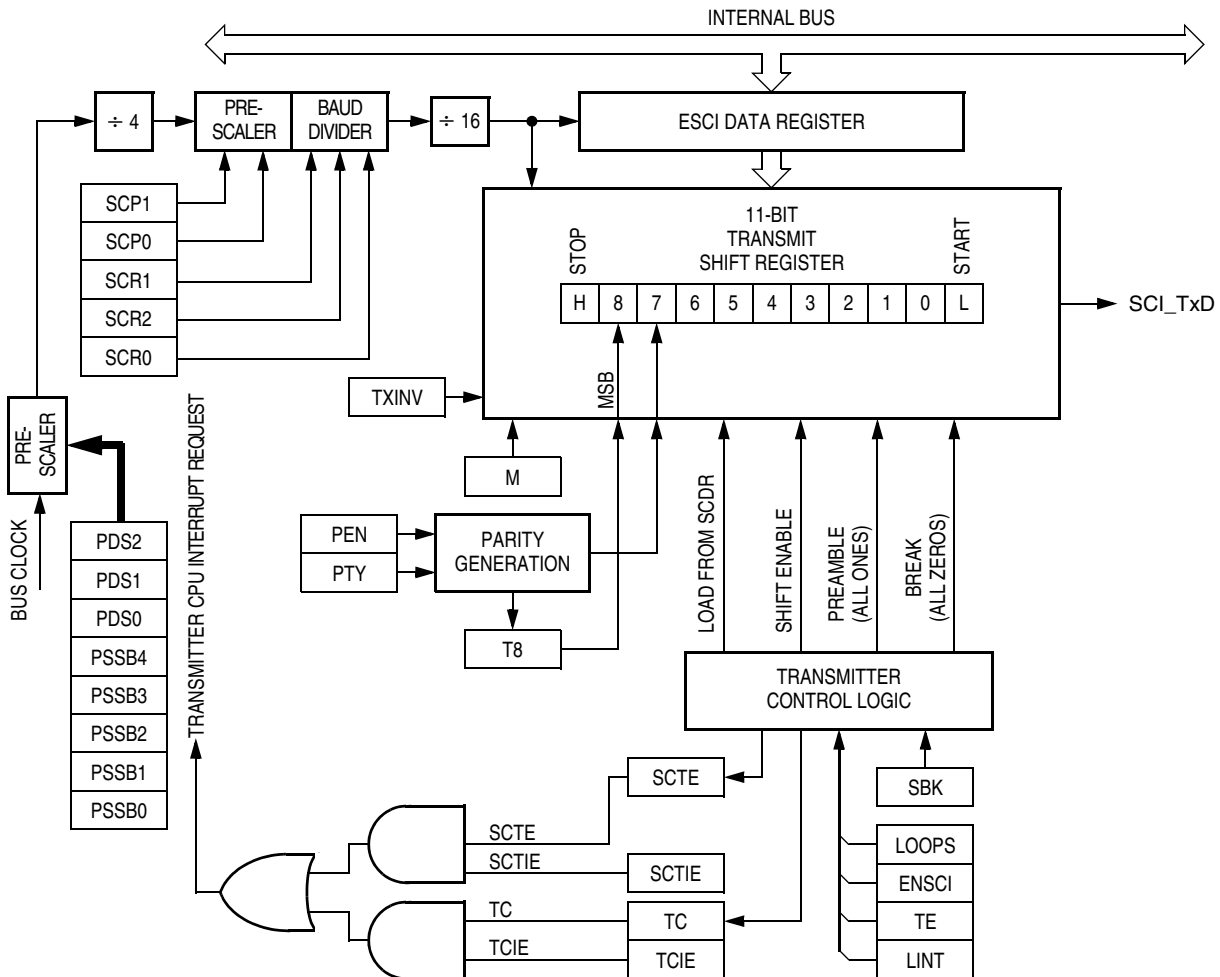 INTERNAL BUS
÷ 4
PRE-
SCALER
BAUD
DIVIDER
÷ 16
ESCI DATA REGISTER
SCP1
SCP0
SCR1
SCR2
SCR0
11-BIT
TRANSMIT
SHIFT REGISTER
STOP
START
H 8 7 6 5 4 3 2 1 0 L
SCI_TxD
MSB
TXINV
M
PRE-
SCALER
BUS CLOCK
PDS2
PDS1
PDS0
PSSB4
PSSB3
PSSB2
PSSB1
PSSB0
TRANSMITTER CPU INTERRUPT REQUEST
PEN
PTY
PARITY
GENERATION
T8
LOAD FROM SCDR
SHIFT ENABLE
PREAMBLE
(ALL ONES)
BREAK
(ALL ZEROS)
TRANSMITTER
CONTROL LOGIC
SCTE
SBK
SCTE
SCTIE
SCTIE
TC
TC
TCIE
TCIE
LOOPS
ENSCI
TE
LINT